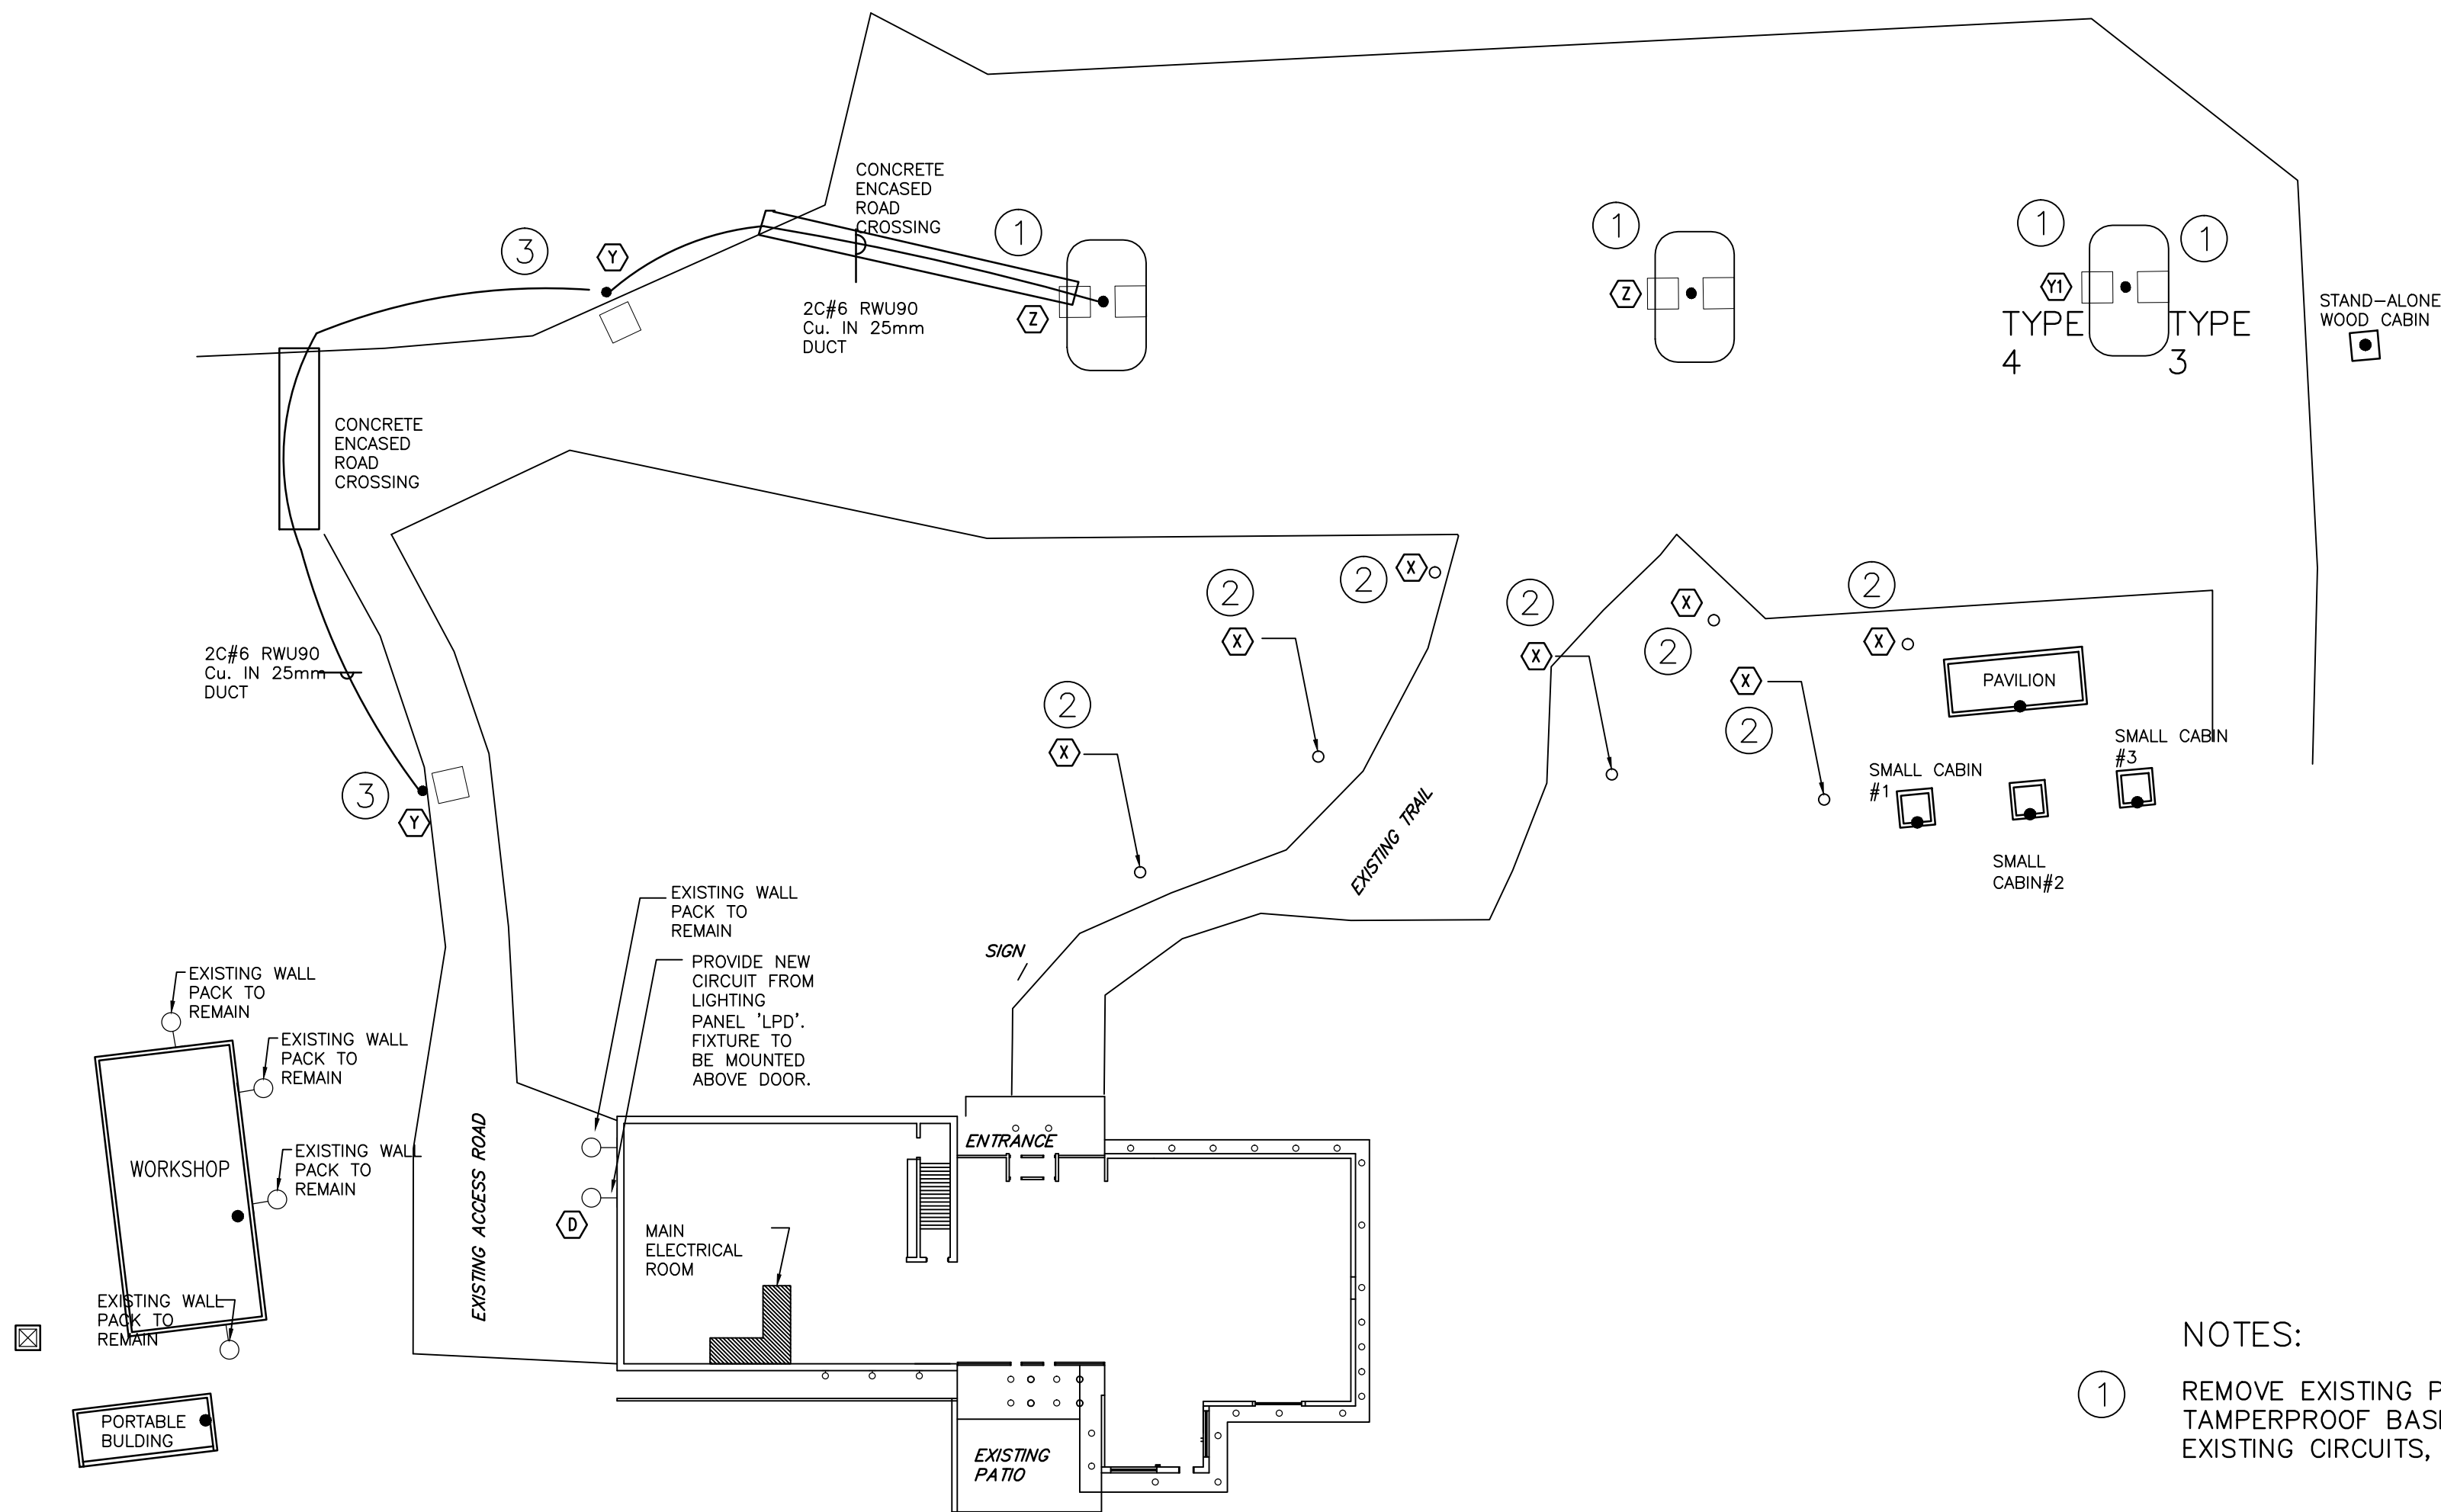 CONCRETE
ENCASED
ROAD
CROSSING
1
1
1
1
3
Y
Z
Z
Y1
2C#6 RWU90
Cu. IN 25mm
DUCT
TYPE
4
TYPE
3
STAND-ALONE
WOOD CABIN
CONCRETE
ENCASED
ROAD
CROSSING
2
X
2
X
2
X
X
2
2
X
2C#6 RWU90
Cu. IN 25mm
DUCT
2
X
X
2
PAVILION
3
Y
SMALL CABIN
#1
SMALL CABIN
#3
SMALL
CABIN#2
EXISTING TRAIL
EXISTING WALL
PACK TO
REMAIN
SIGN
PROVIDE NEW
CIRCUIT FROM
LIGHTING
PANEL 'LPD'.
FIXTURE TO
BE MOUNTED
ABOVE DOOR.
EXISTING WALL
PACK TO
REMAIN
EXISTING WALL
PACK TO
REMAIN
EXISTING WALL
PACK TO
REMAIN
WORKSHOP
EXISTING ACCESS ROAD
D
ENTRANCE
MAIN
ELECTRICAL
ROOM
EXISTING WALL
PACK TO
REMAIN
PORTABLE
BULDING
EXISTING
PATIO
NOTES:
1
REMOVE EXISTING
TAMPERPROOF
EXISTING CIRCUITS,